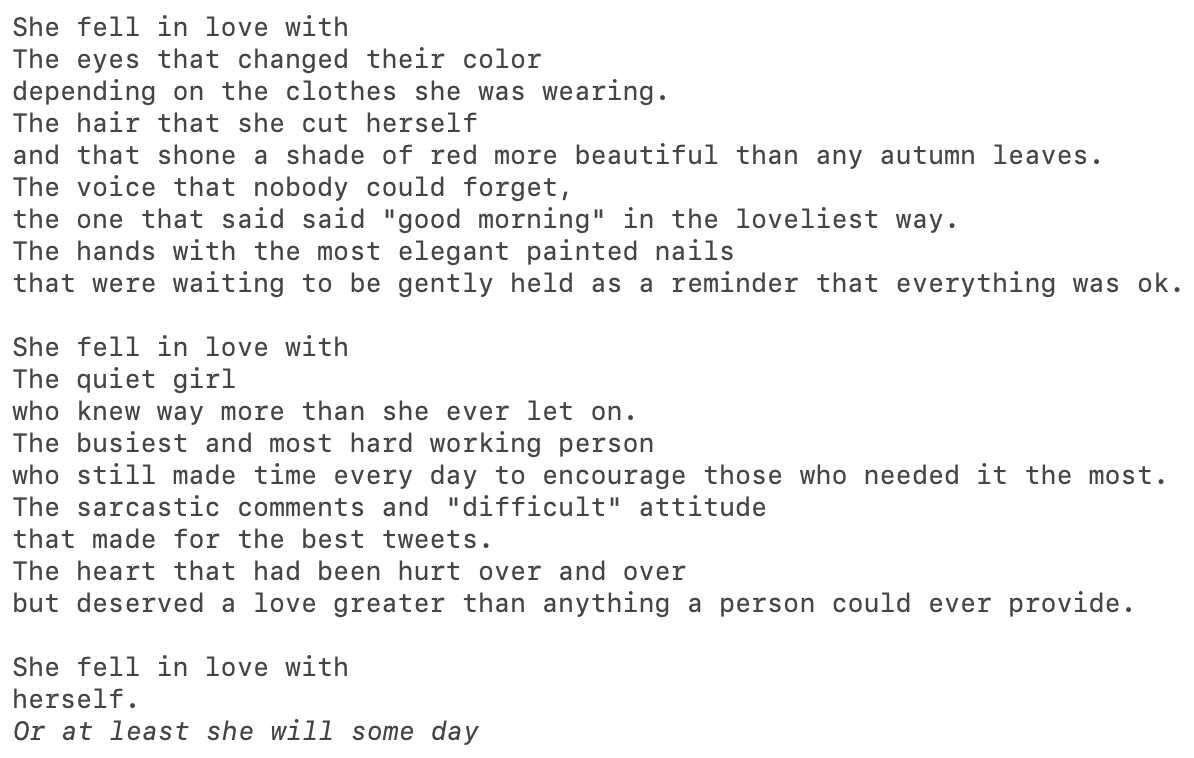 She fell in love with
The eyes that changed their color
depending on the clothes she was wearing.
The hair that she cut herself
and that shone a shade of red more beautiful than any autumn leaves.
The voice that nobody could forget,
the one that said said "good morning" in the loveliest way.
The hands with the most elegant painted nails
that were waiting to be gently held as a reminder that everything was ok.

She fell in love with
The quiet girl
who knew way more than she ever let on.
The busiest and most hard working person
who still made time every day to encourage those who needed it the most.
The sarcastic comments and "difficult" attitude
that made for the best tweets.
The heart that had been hurt over and over
but deserved a love greater than anything a person could ever provide.

She fell in love with
herself.
Or at least she will some day